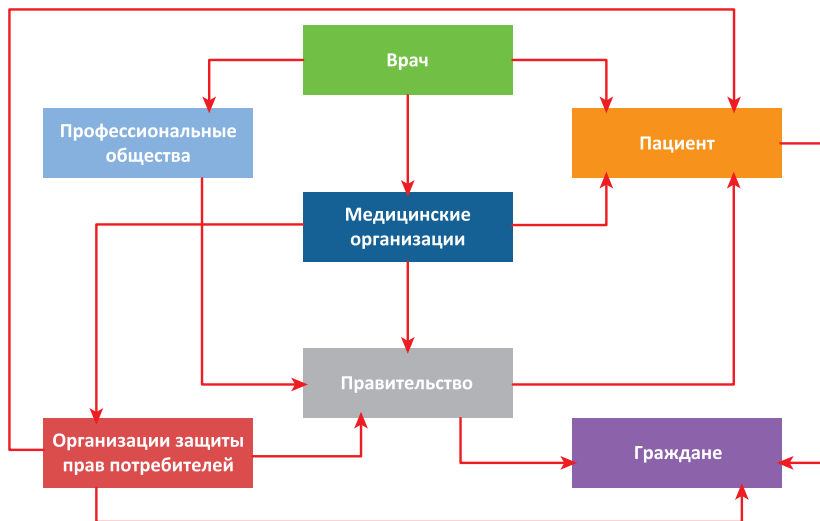 Врач
Профессиональные
общества
Пациент
Медицинские
организации
Правительство
Организации защиты
прав потребителей
Граждане